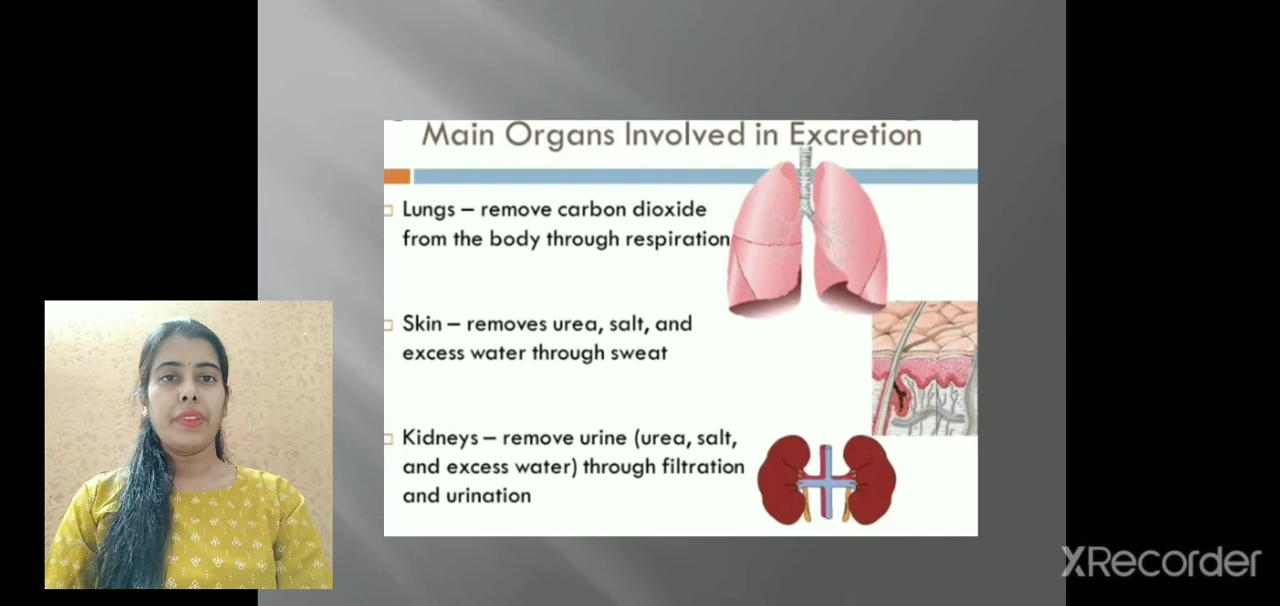 Main Organs Involved in Excretion
Lungs – remove carbon dioxide
from the body through respiration
Skin – removes urea, salt, and
excess water through sweat
Kidneys – remove urine (urea, salt,
and excess water) through filtration
and urination
XRecorder